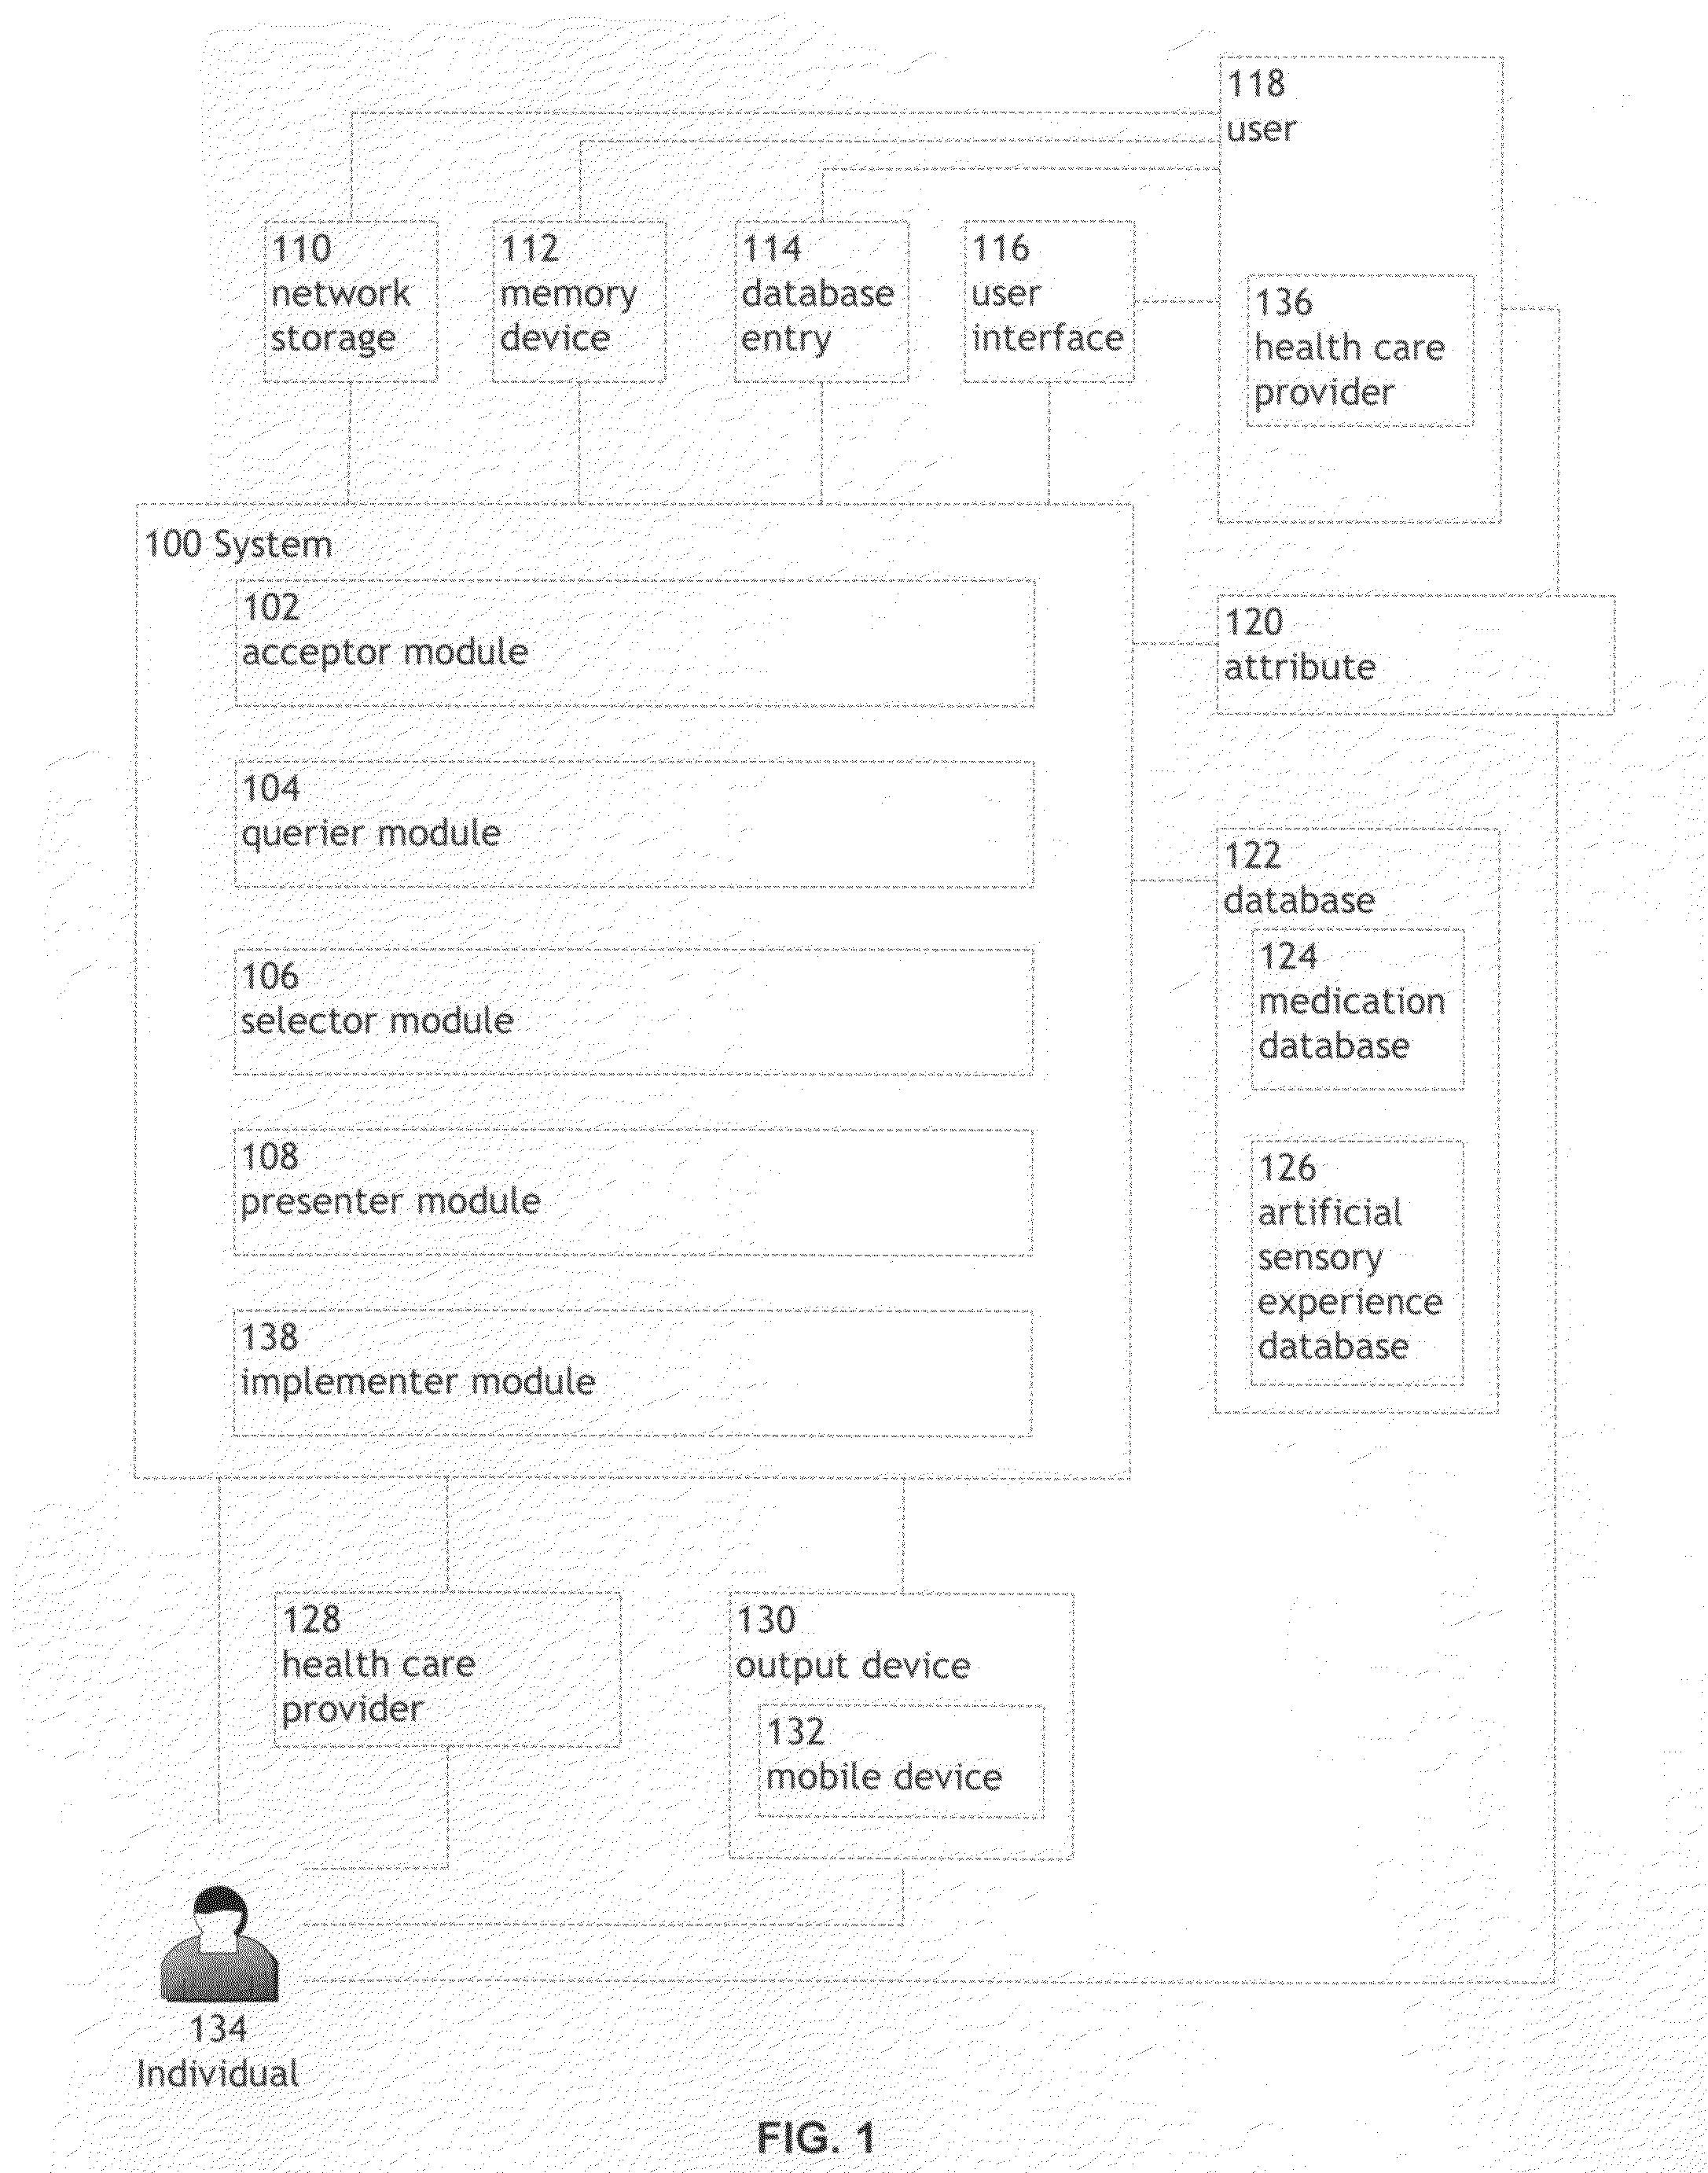 118
user
110
network
storage
112
memory
device
114
database
entry
116
user
interface
136
health care
provider
100 System
102
acceptor module
104
querier module
106
selector module
108
presenter module
138
implementer module
120
attribute
122
database
124
medication
database
126
artificial
sensory
experience
database
128
health care
provider
130
output device
132
mobile device
134
Individual
FIG. 1